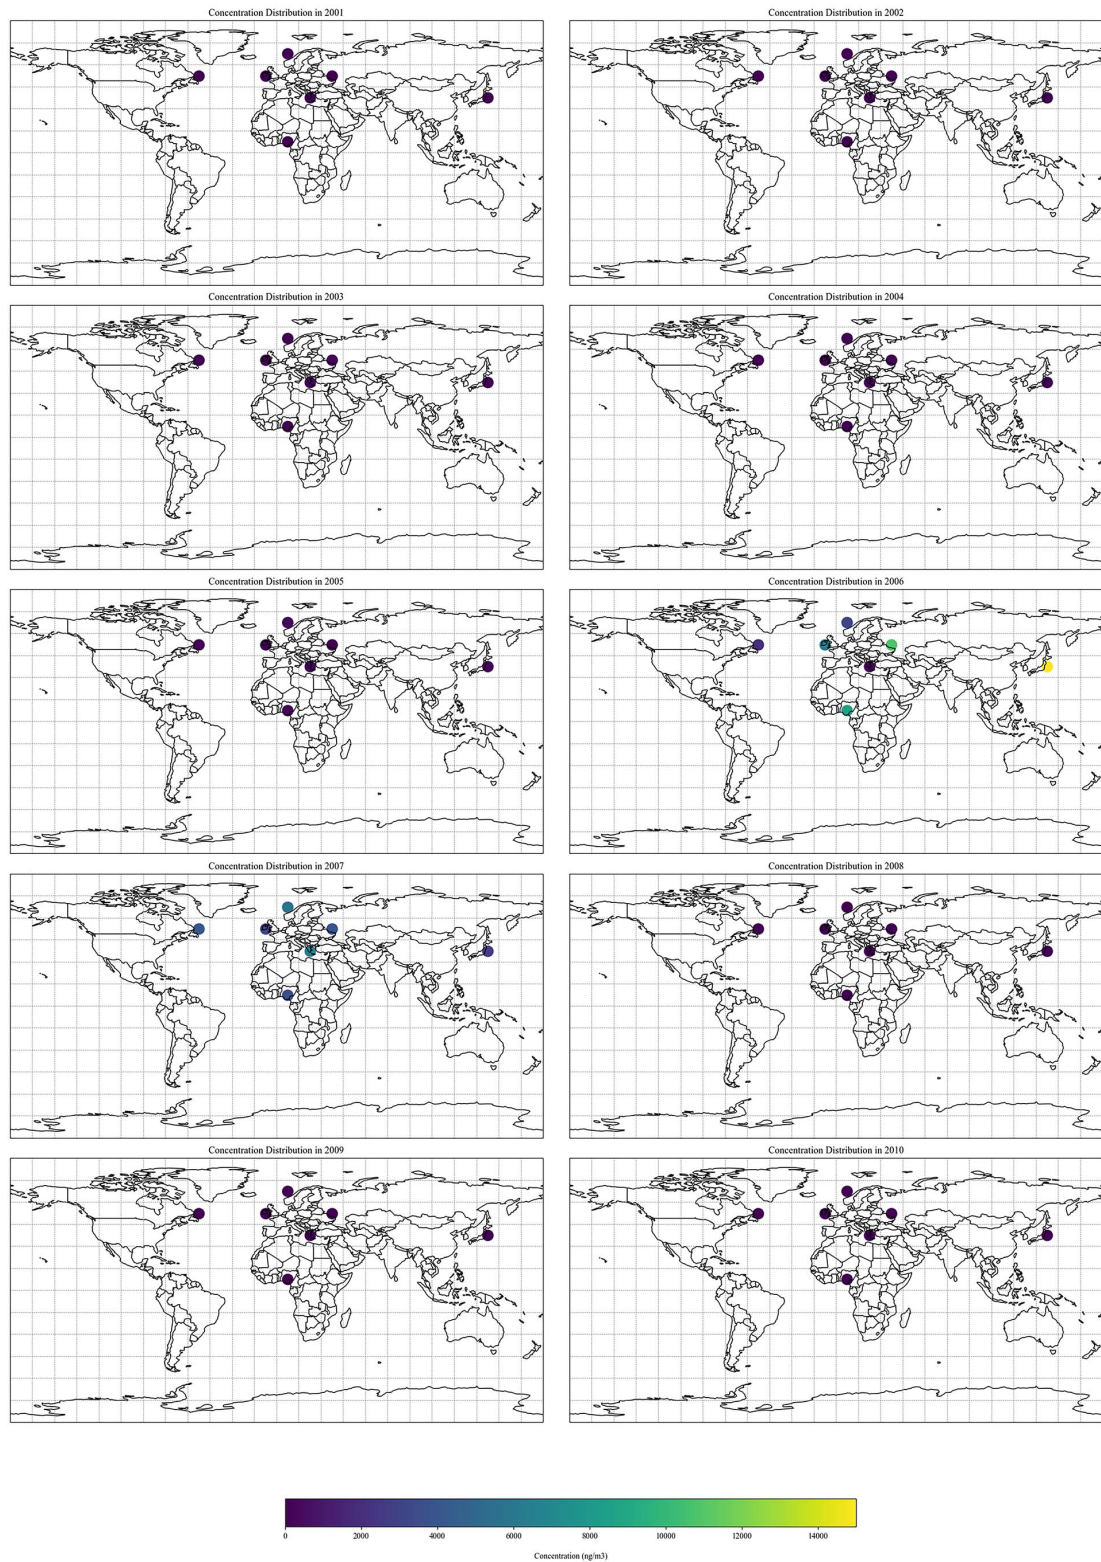 Concentration Distribution in 2001
Concentration Distribution in 2002
Concentration Distribution in 2003
Concentration Distribution in 2004
Concentration Distribution in 2005
Concentration Distribution in 2006
Concentration Distribution in 2007
Concentration Distribution in 2008
Concentration Distribution in 2009
Concentration Distribution in 2010
0 2000 4000 6000 8000 10000 12000 14000
Concentration (ng/m3)